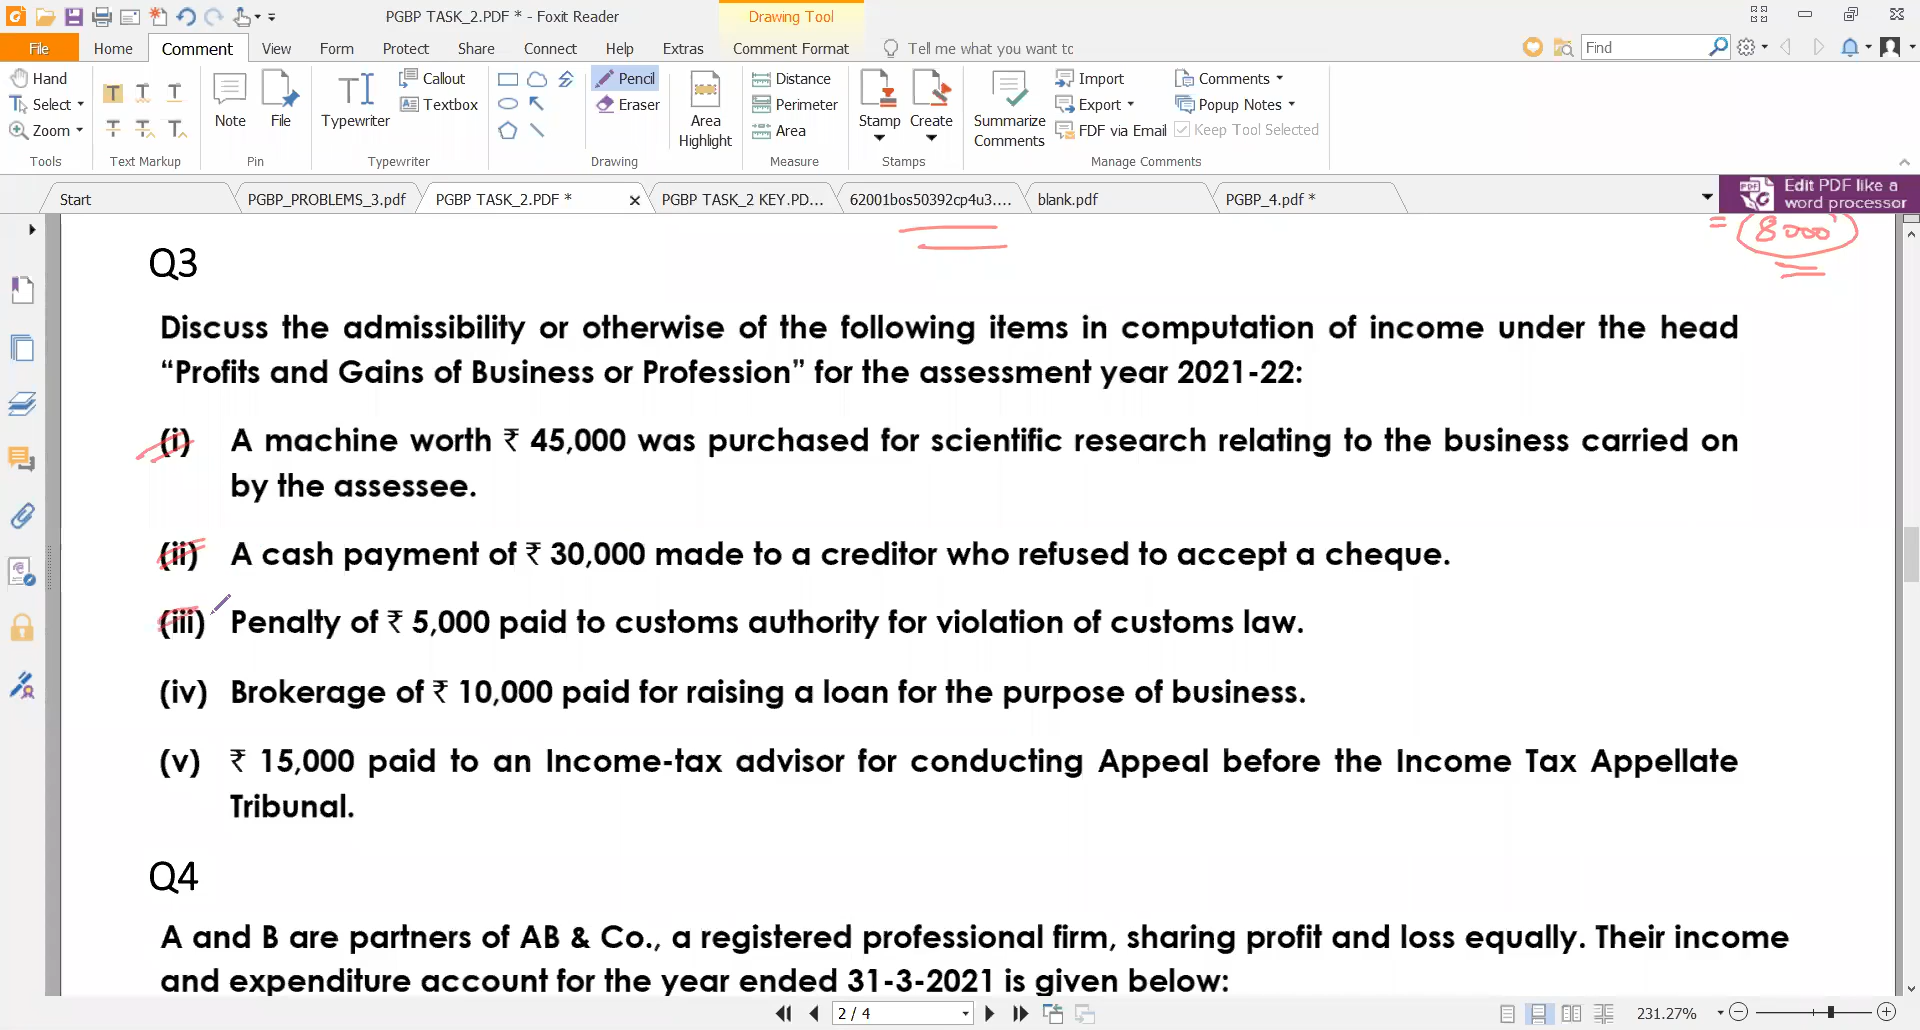 PGBP TASK_2.PDF * - Foxit Reader
Drawing Tool
File Home Comment View Form Protect Share Connect Help Extras Comment Format Tell me what you want to Find
Hand
Select
Zoom
Tools
Text Markup
Note File
Pin
Typewriter
Callout
Textbox
Typewriter
Pencil
Eraser
Drawing
Area Highlight
Distance
Perimeter
Area
Measure
Stamp Create
Stamps
Summarize Comments
Import
Export
FDF via Email
Comments
Popup Notes
Keep Tool Selected
Manage Comments
Start PGBP_PROBLEMS_3.pdf PGBP TASK_2.PDF * PGBP TASK_2 KEY.PD... 62001bos50392cp4u3.... blank.pdf PGBP_4.pdf *
Edit PDF like a
word processor
= 8000
Q3
Discuss the admissibility or otherwise of the following items in computation of income under the head
“Profits and Gains of Business or Profession” for the assessment year 2021-22:
(i) A machine worth ₹ 45,000 was purchased for scientific research relating to the business carried on
by the assessee.
(ii) A cash payment of ₹ 30,000 made to a creditor who refused to accept a cheque.
(iii) Penalty of ₹ 5,000 paid to customs authority for violation of customs law.
(iv) Brokerage of ₹ 10,000 paid for raising a loan for the purpose of business.
(v) ₹ 15,000 paid to an Income-tax advisor for conducting Appeal before the Income Tax Appellate
Tribunal.
Q4
A and B are partners of AB & Co., a registered professional firm, sharing profit and loss equally. Their income
and expenditure account for the year ended 31-3-2021 is given below:
2 / 4
231.27%